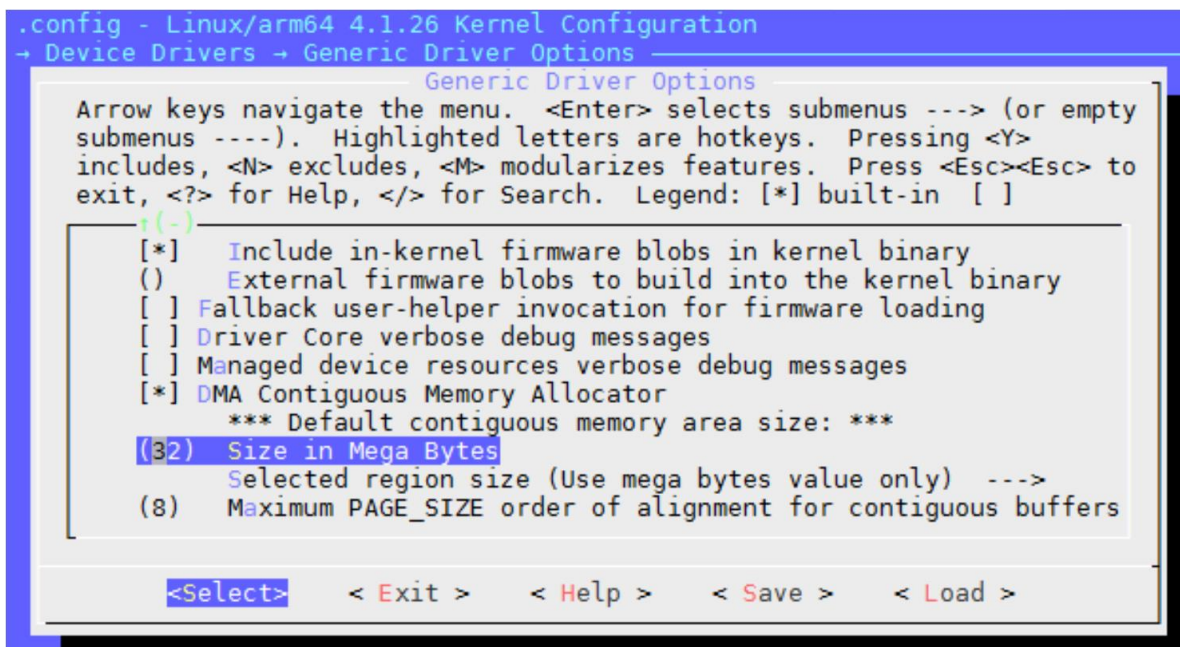 .config - Linux/arm64 4.1.26 Kernel Configuration
→ Device Drivers → Generic Driver Options
Generic Driver Options
Arrow keys navigate the menu.  <Enter> selects submenus ---> (or empty
submenus ----).  Highlighted letters are hotkeys.  Pressing <Y>
includes, <N> excludes, <M> modularizes features.  Press <Esc><Esc> to
exit, <?> for Help, </> for Search.  Legend: [*] built-in  [ ]
↑(-)
[*]   Include in-kernel firmware blobs in kernel binary
()    External firmware blobs to build into the kernel binary
[ ] Fallback user-helper invocation for firmware loading
[ ] Driver Core verbose debug messages
[ ] Managed device resources verbose debug messages
[*] DMA Contiguous Memory Allocator
*** Default contiguous memory area size: ***
(32)  Size in Mega Bytes
Selected region size (Use mega bytes value only)  --->
(8)   Maximum PAGE_SIZE order of alignment for contiguous buffers
<Select>    < Exit >    < Help >    < Save >    < Load >